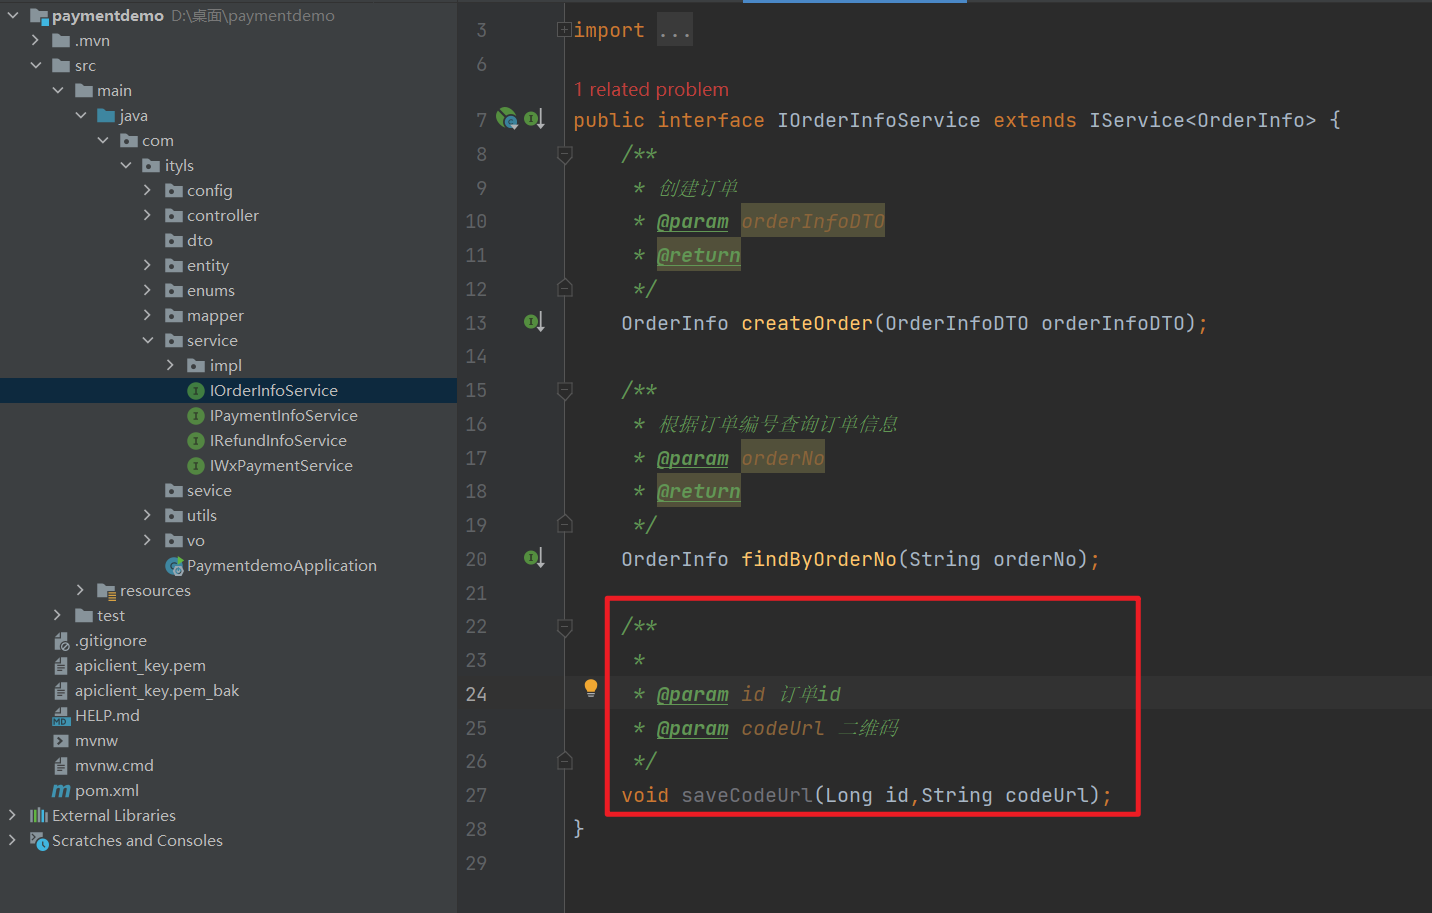 paymentdemo D:\桌面\paymentdemo
.mvn
src
main
java
com
ityls
config
controller
dto
entity
enums
mapper
service
impl
IOrderInfoService
IPaymentInfoService
IRefundInfoService
IWxPaymentService
sevice
utils
vo
PaymentdemoApplication
resources
test
.gitignore
apiclient_key.pem
apiclient_key.pem_bak
HELP.md
mvnw
mvnw.cmd
pom.xml
External Libraries
Scratches and Consoles
3 import ...
6
1 related problem
7 public interface IOrderInfoService extends IService<OrderInfo> {
8 /**
9 * 创建订单
10 * @param orderInfoDTO
11 * @return
12 */
13 OrderInfo createOrder(OrderInfoDTO orderInfoDTO);
14
15 /**
16 * 根据订单编号查询订单信息
17 * @param orderNo
18 * @return
19 */
20 OrderInfo findByOrderNo(String orderNo);
21
22 /**
23 *
24 * @param id 订单id
25 * @param codeUrl 二维码
26 */
27 void saveCodeUrl(Long id,String codeUrl);
28 }
29